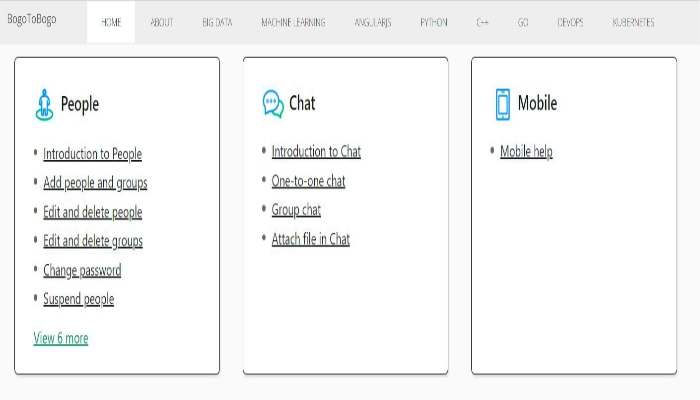 BogoToBogo
HOME ABOUT BIG DATA MACHINE LEARNING ANGULARJS PYTHON C++ GO DEVOPS KUBERNETES
People
Introduction to People
Add people and groups
Edit and delete people
Edit and delete groups
Change password
Suspend people
View 6 more
Chat
Introduction to Chat
One-to-one chat
Group chat
Attach file in Chat
Mobile
Mobile help